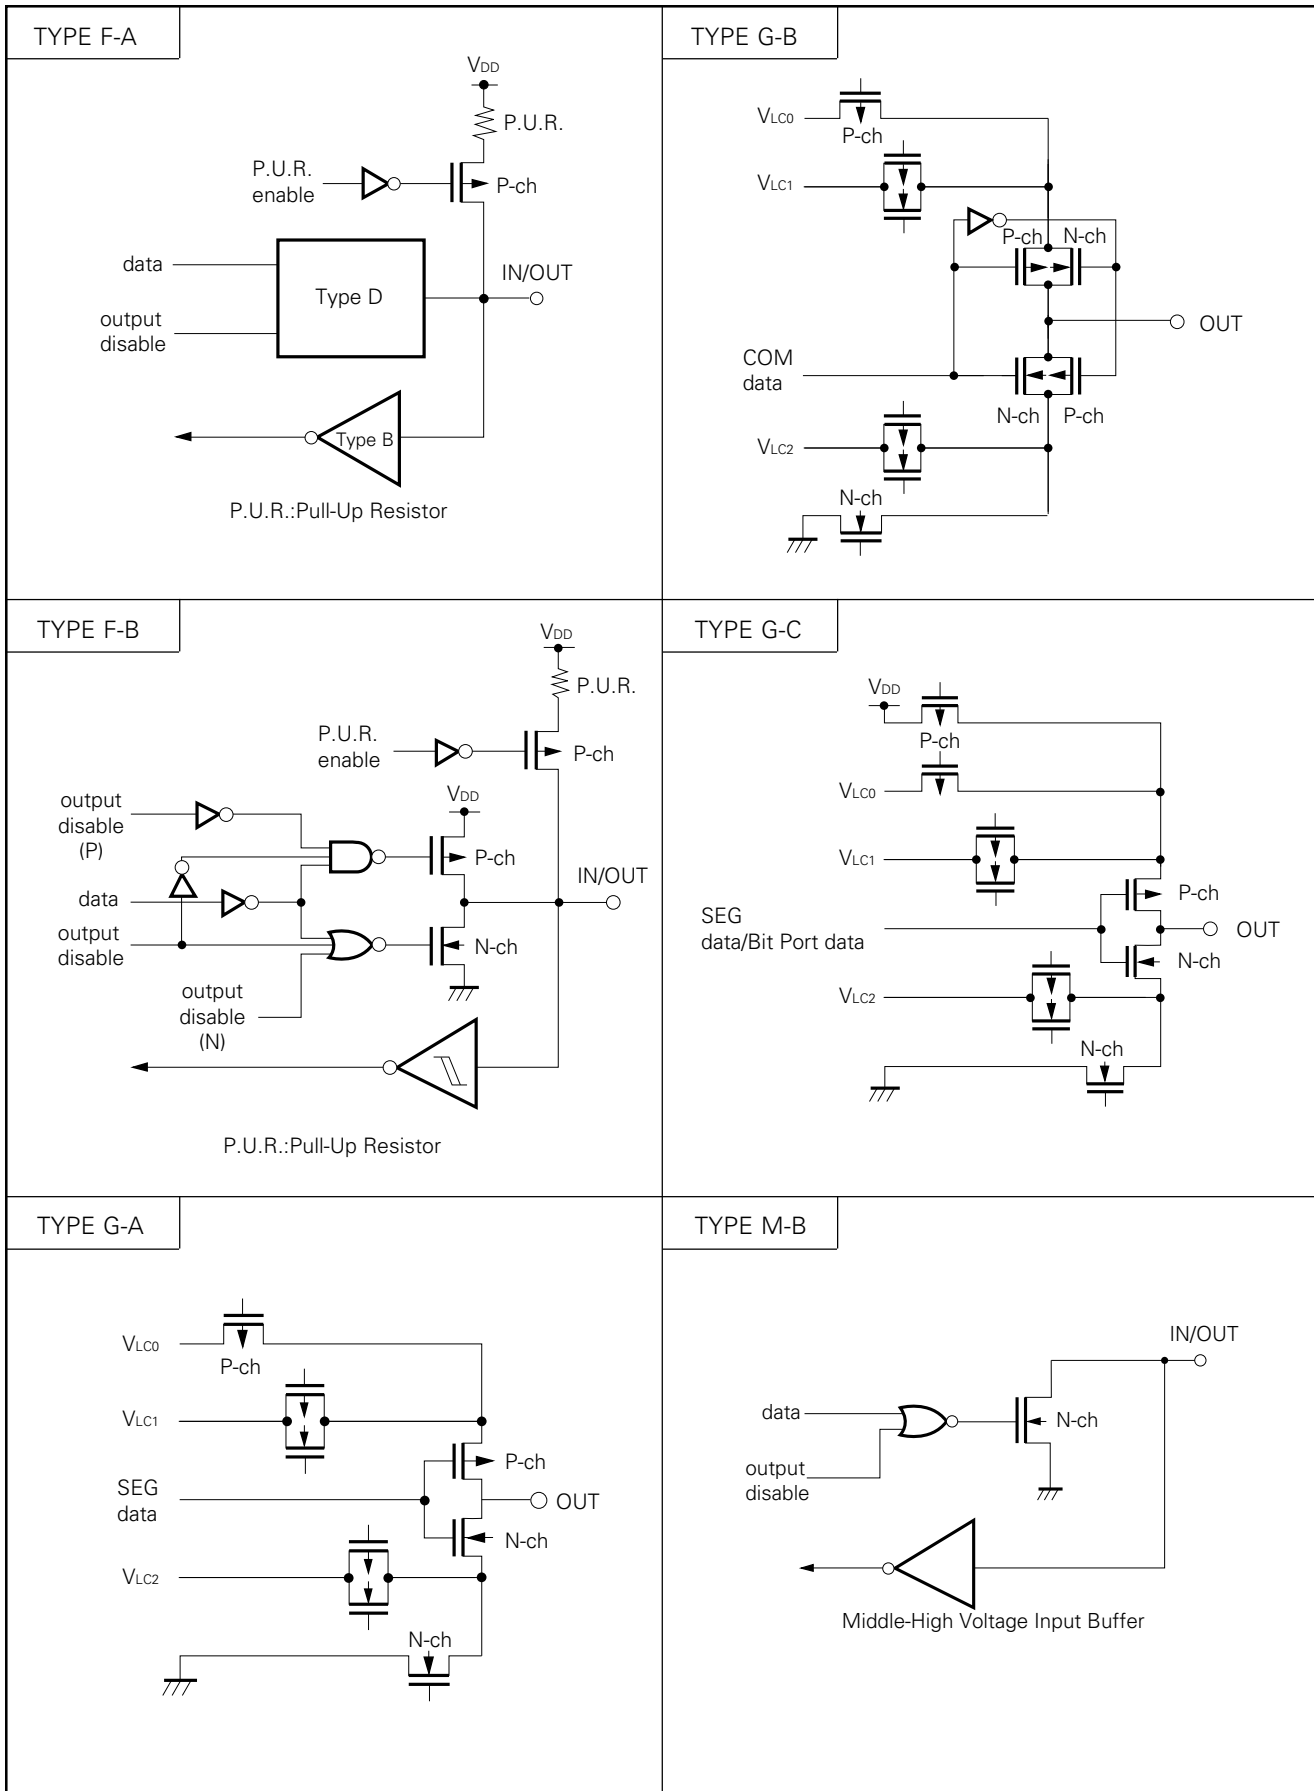 TYPE F-A
VDD
P.U.R.
P.U.R.
enable
P-ch
data
Type D
IN/OUT
output
disable
Type B
P.U.R.:Pull-Up Resistor
TYPE G-B
VLC0
P-ch
VLC1
P-ch
N-ch
OUT
COM
data
N-ch
P-ch
VLC2
N-ch
TYPE F-B
VDD
P.U.R.
P.U.R.
enable
P-ch
output
disable
(P)
VDD
P-ch
IN/OUT
data
output
disable
N-ch
output
disable
(N)
P.U.R.:Pull-Up Resistor
TYPE G-C
VDD
P-ch
VLC0
VLC1
P-ch
SEG
data/Bit Port data
OUT
N-ch
VLC2
N-ch
TYPE G-A
VLC0
P-ch
VLC1
P-ch
SEG
data
OUT
N-ch
VLC2
N-ch
TYPE M-B
IN/OUT
data
N-ch
output
disable
Middle-High Voltage Input Buffer